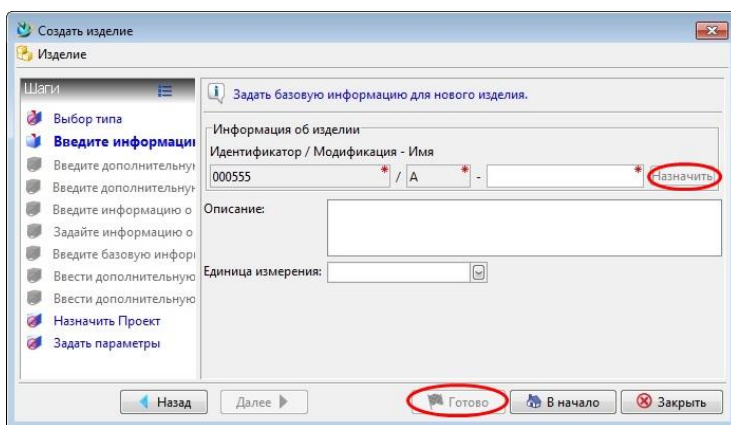 Создать изделие
Изделие
Шаги
Выбор типа
Введите информаци
Введите дополнительну
Введите дополнительну
Введите информацию о
Задайте информацию о
Введите базовую инфор
Ввести дополнительную
Ввести дополнительную
Назначить Проект
Задать параметры
Задать базовую информацию для нового изделия.
Информация об изделии
Идентификатор / Модификация - Имя
000555 * / A * - * Назначить
Описание:
Единица измерения:
Назад Далее Готово В начало Закрыть